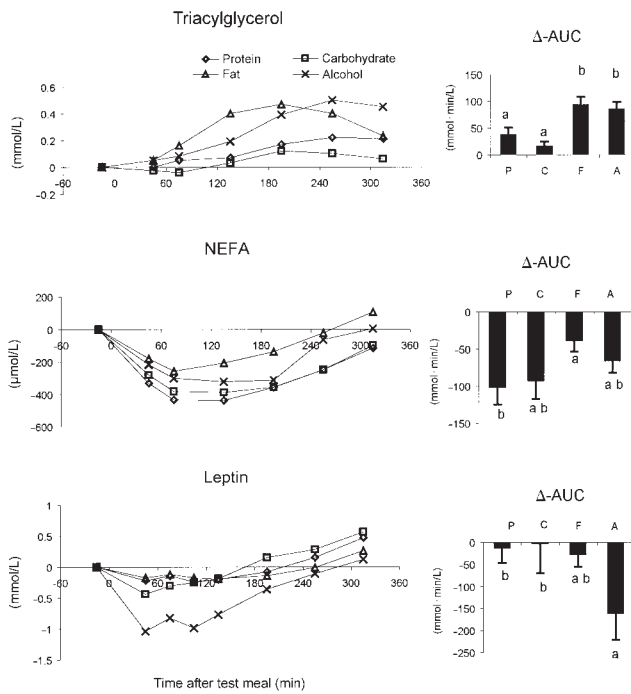 Triacylglycerol
Protein Carbohydrate
Fat Alcohol
(mmol/L)
0.6
0.4
0.2
0
0.2
-60 0 60 120 180 240 300 360
Δ-AUC
(mmol· min/L)
150
100
50
0
a a b b
P C F A
NEFA
(µmol/L)
200
0
-200
-400
-600
-60 0 60 120 180 240 300 360
Δ-AUC
(mmol· min/L)
P C F A
0
-50
-100
-150
b a b a a b
Leptin
(mmol/L)
1
0.5
0
-0.5
-1
-1.5
-60 0 60 120 180 240 300 360
Time after test meal (min)
Δ-AUC
(mmol· min/L)
P C F A
0
-50
-100
-150
-200
-250
b b a b a